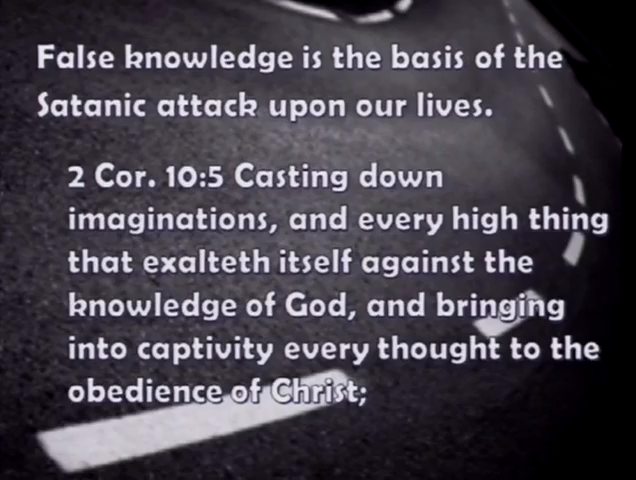 False knowledge is the basis of the
Satanic attack upon our lives.
2 Cor. 10:5 Casting down
imaginations, and every high thing
that exalteth itself against the
knowledge of God, and bringing
into captivity every thought to the
obedience of Christ;